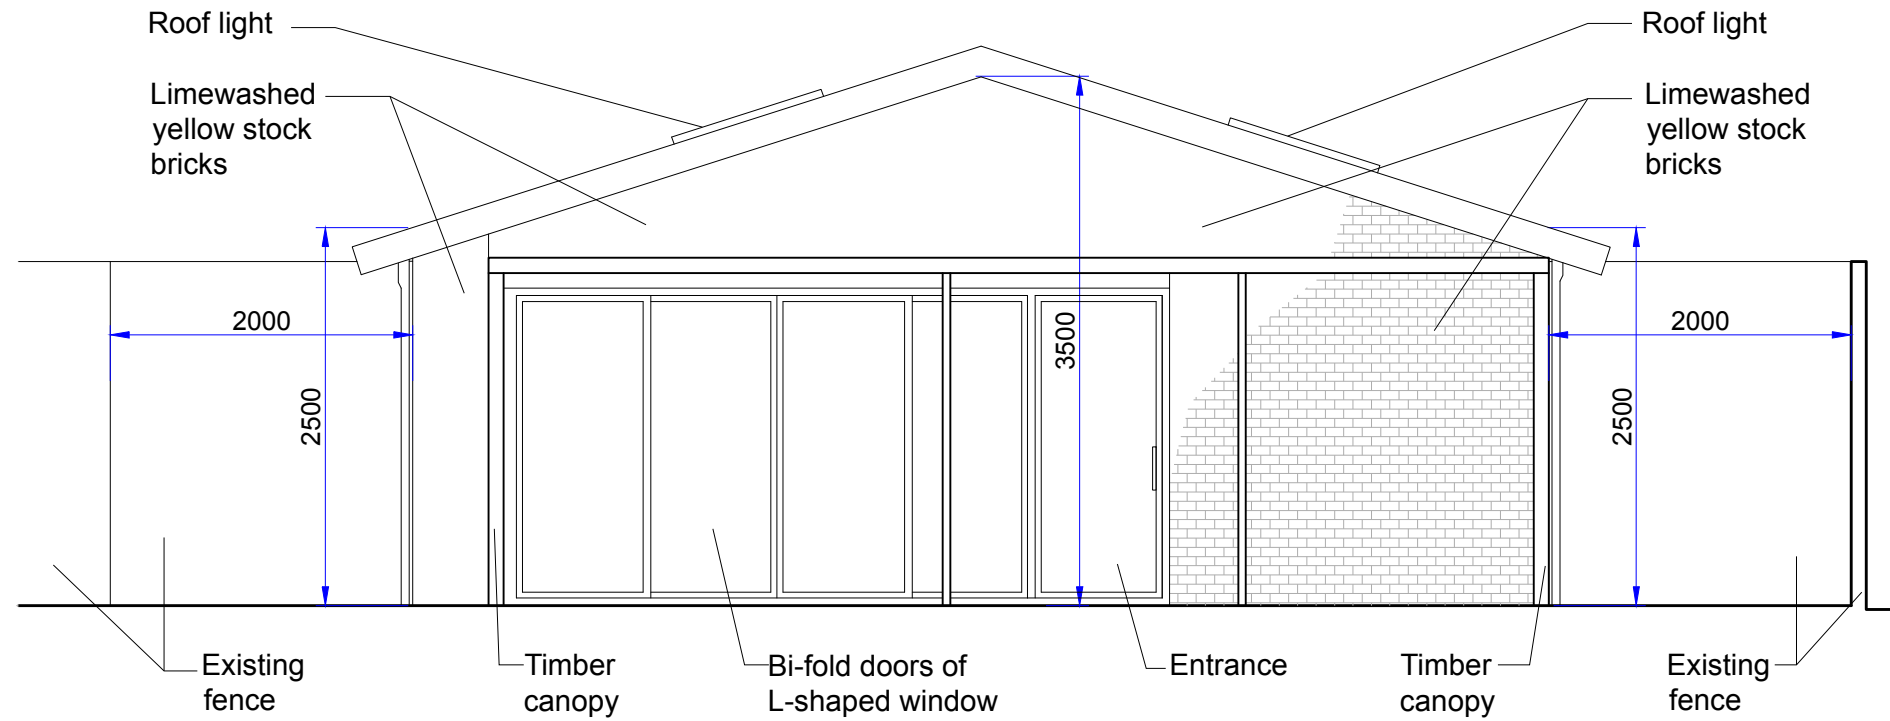 Roof light
Roof light
Limewashed
yellow stock
bricks
Limewashed
yellow stock
bricks
2000
2500
3500
2000
2500
Existing
fence
Timber
canopy
Bi-fold doors of
L-shaped window
Entrance
Timber
canopy
Existing
fence